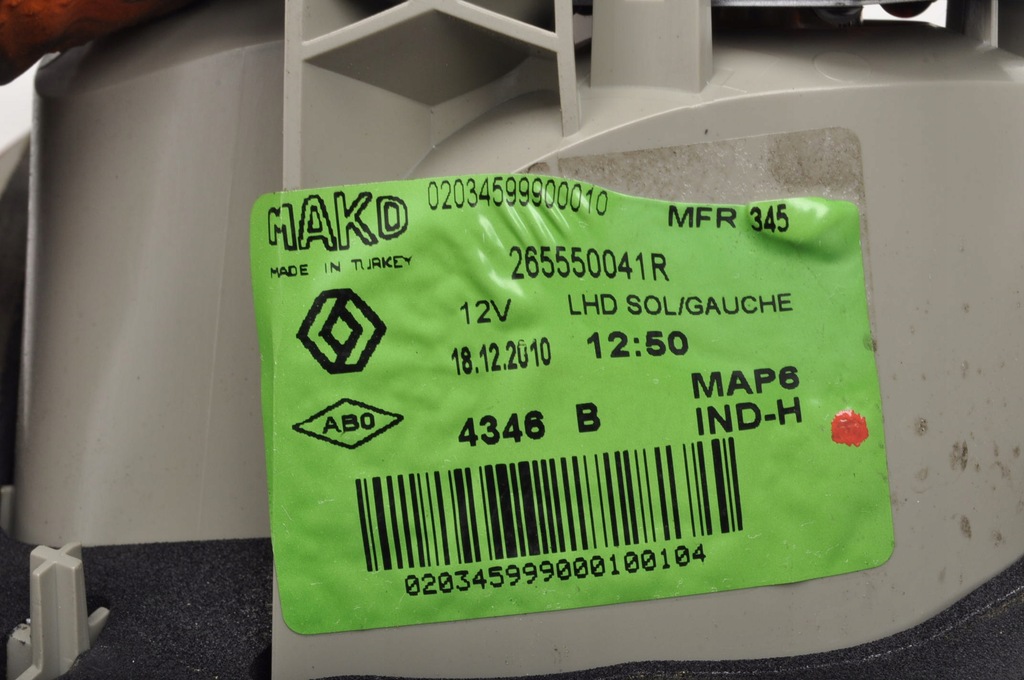 MAKO 02034599900010 MFR 345
MADE IN TURKEY 265550041R
12V LHD SOL/GAUCHE
18.12.2010 12:50
ABO 4346 B MAP6
IND-H
020345999000100104